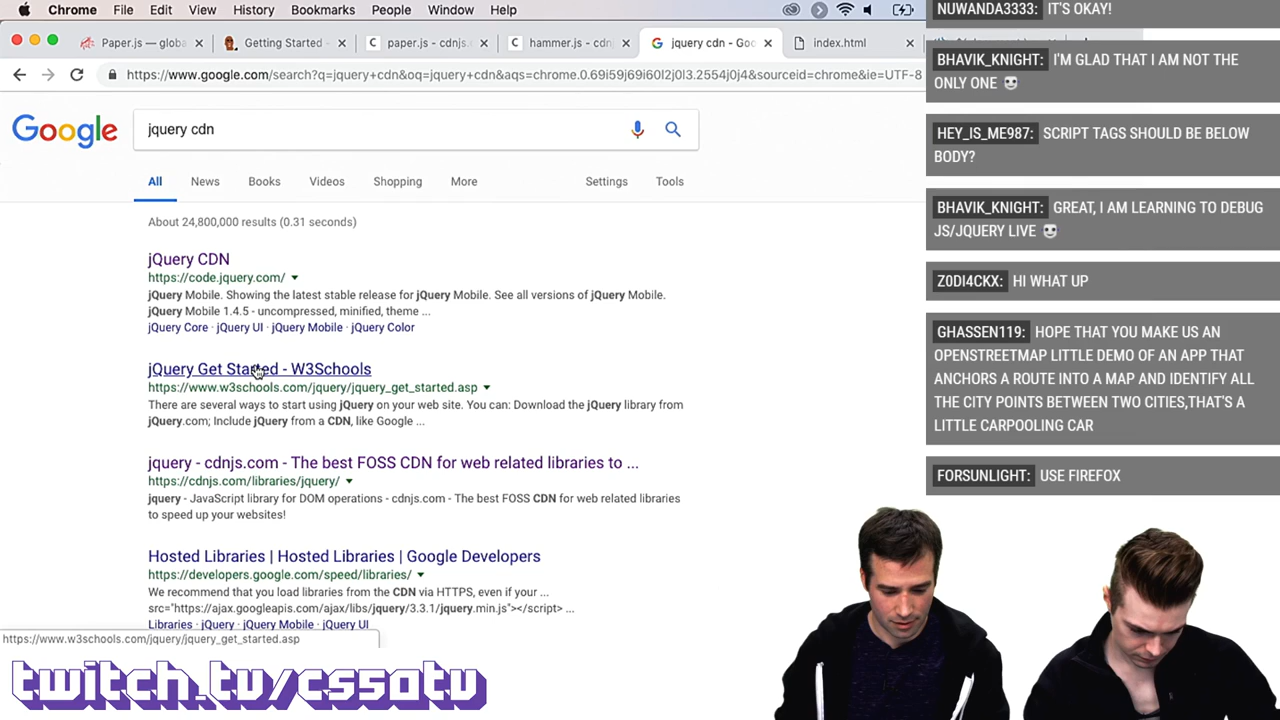 Chrome File Edit View History Bookmarks People Window Help
Paper.js — globa Getting Started - paper.js - cdnjs.c hammer.js - cdn jquery cdn - Goo index.html
https://www.google.com/search?q=jquery+cdn&oq=jquery+cdn&aqs=chrome.0.69i59j69i60l2j0l3.2554j0j4&sourceid=chrome&ie=UTF-8
Google
jquery cdn
All News Books Videos Shopping More Settings Tools
About 24,800,000 results (0.31 seconds)
jQuery CDN
https://code.jquery.com/
jQuery Mobile. Showing the latest stable release for jQuery Mobile. See all versions of jQuery Mobile.
jQuery Mobile 1.4.5 - uncompressed, minified, theme ...
jQuery Core · jQuery UI · jQuery Mobile · jQuery Color
jQuery Get Started - W3Schools
https://www.w3schools.com/jquery/jquery_get_started.asp
There are several ways to start using jQuery on your web site. You can: Download the jQuery library from
jQuery.com; Include jQuery from a CDN, like Google ...
jquery - cdnjs.com - The best FOSS CDN for web related libraries to ...
https://cdnjs.com/libraries/jquery/
jquery - JavaScript library for DOM operations - cdnjs.com - The best FOSS CDN for web related libraries
to speed up your websites!
Hosted Libraries | Hosted Libraries | Google Developers
https://developers.google.com/speed/libraries/
We recommend that you load libraries from the CDN via HTTPS, even if your ...
src="https://ajax.googleapis.com/ajax/libs/jquery/3.3.1/jquery.min.js"></script> ...
Libraries · jQuery · jQuery Mobile · jQuery UI
https://www.w3schools.com/jquery/jquery_get_started.asp
twitch.tv/cssatv
NUWANDA3333: IT'S OKAY!
BHAVIK_KNIGHT: I'M GLAD THAT I AM NOT THE
ONLY ONE
HEY_IS_ME987: SCRIPT TAGS SHOULD BE BELOW
BODY?
BHAVIK_KNIGHT: GREAT, I AM LEARNING TO DEBUG
JS/JQUERY LIVE
Z0DI4CKX: HI WHAT UP
GHASSEN119: HOPE THAT YOU MAKE US AN
OPENSTREETMAP LITTLE DEMO OF AN APP THAT
ANCHORS A ROUTE INTO A MAP AND IDENTIFY ALL
THE CITY POINTS BETWEEN TWO CITIES,THAT'S A
LITTLE CARPOOLING CAR
FORSUNLIGHT: USE FIREFOX